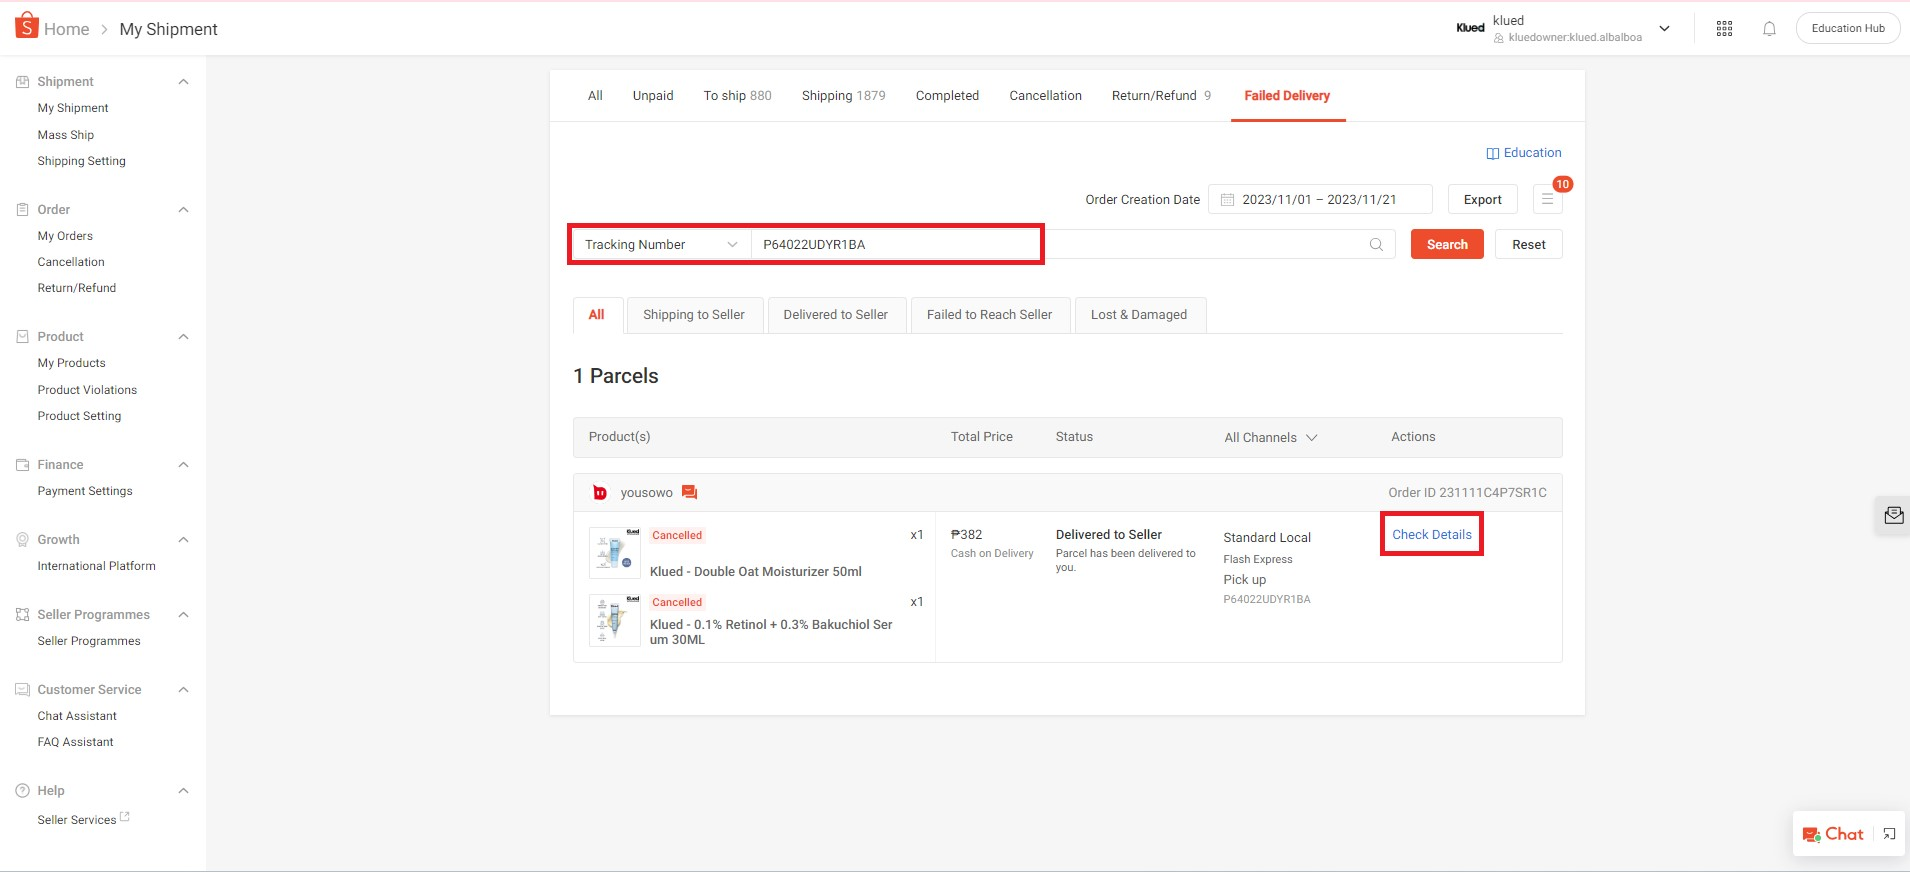 Home > My Shipment
Klued klued
kluedowner:klued.albalboa
Education Hub
Shipment
My Shipment
Mass Ship
Shipping Setting
Order
My Orders
Cancellation
Return/Refund
Product
My Products
Product Violations
Product Setting
Finance
Payment Settings
Growth
International Platform
Seller Programmes
Seller Programmes
Customer Service
Chat Assistant
FAQ Assistant
Help
Seller Services
All Unpaid To ship 880 Shipping 1879 Completed Cancellation Return/Refund 9 Failed Delivery
Education
Order Creation Date 2023/11/01 – 2023/11/21 Export 10
Tracking Number P64022UDYR1BA Search Reset
All Shipping to Seller Delivered to Seller Failed to Reach Seller Lost & Damaged
1 Parcels
Product(s) Total Price Status All Channels Actions
yousowo Order ID 231111C4P7SR1C
Klued
Cancelled x1
Klued - Double Oat Moisturizer 50ml
Klued
Cancelled x1
Klued - 0.1% Retinol + 0.3% Bakuchiol Ser
um 30ML
₱382
Cash on Delivery
Delivered to Seller
Parcel has been delivered to
you.
Standard Local
Flash Express
Pick up
P64022UDYR1BA
Check Details
Chat